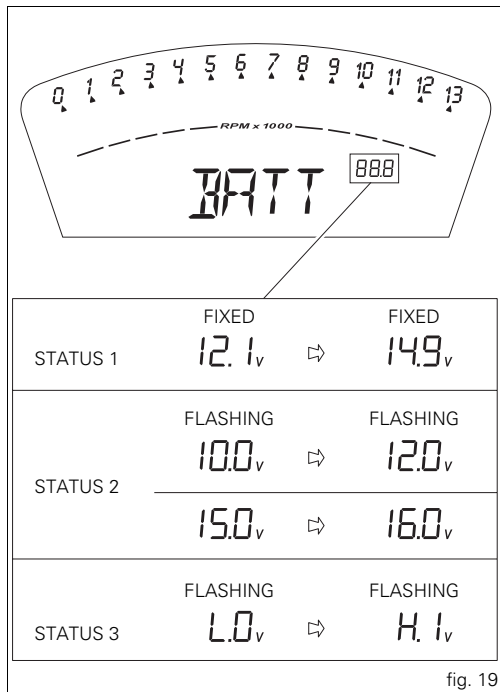 0 1 2 3 4 5 6 7 8 9 10 11 12 13
RPM x 1000
BATT 88.8
FIXED FIXED
STATUS 1 12.1v ⇨ 14.9v
FLASHING FLASHING
10.0v ⇨ 12.0v
STATUS 2
15.0v ⇨ 16.0v
FLASHING FLASHING
STATUS 3 L.0v ⇨ H.1v
fig. 19